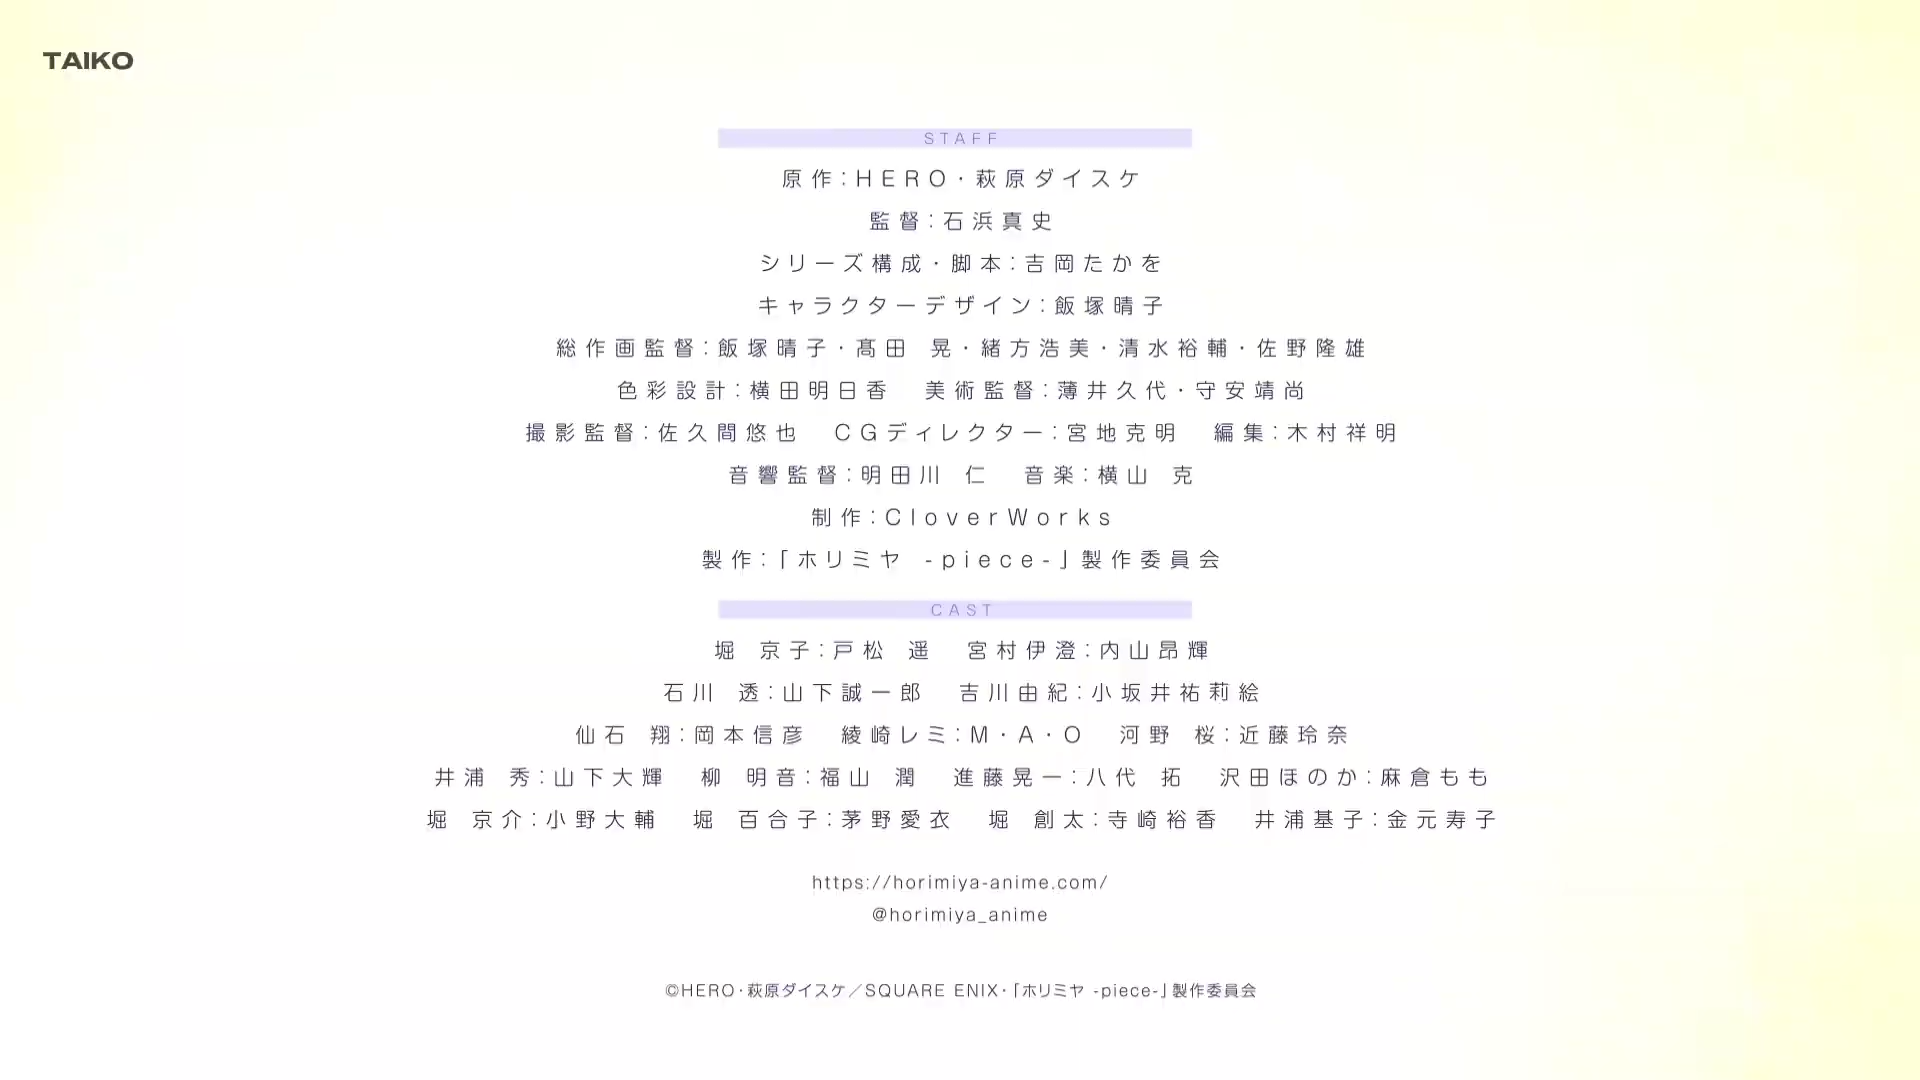 TAIKO
STAFF
原作：HERO・萩原ダイスケ
監督：石浜真史
シリーズ構成・脚本：吉岡たかを
キャラクターデザイン：飯塚晴子
総作画監督：飯塚晴子・髙田　晃・緒方浩美・清水裕輔・佐野隆雄
色彩設計：横田明日香　美術監督：薄井久代・守安靖尚
撮影監督：佐久間悠也　CGディレクター：宮地克明　編集：木村祥明
音響監督：明田川　仁　音楽：横山　克
制作：CloverWorks
製作：「ホリミヤ -piece-」製作委員会
CAST
堀　京子：戸松　遥　宮村伊澄：内山昂輝
石川　透：山下誠一郎　吉川由紀：小坂井祐莉絵
仙石　翔：岡本信彦　綾崎レミ：M・A・O　河野　桜：近藤玲奈
井浦　秀：山下大輝　柳　明音：福山　潤　進藤晃一：八代　拓　沢田ほのか：麻倉もも
堀　京介：小野大輔　堀　百合子：茅野愛衣　堀　創太：寺崎裕香　井浦基子：金元寿子
https://horimiya-anime.com/
@horimiya_anime
©HERO・萩原ダイスケ／SQUARE ENIX・「ホリミヤ -piece-」製作委員会